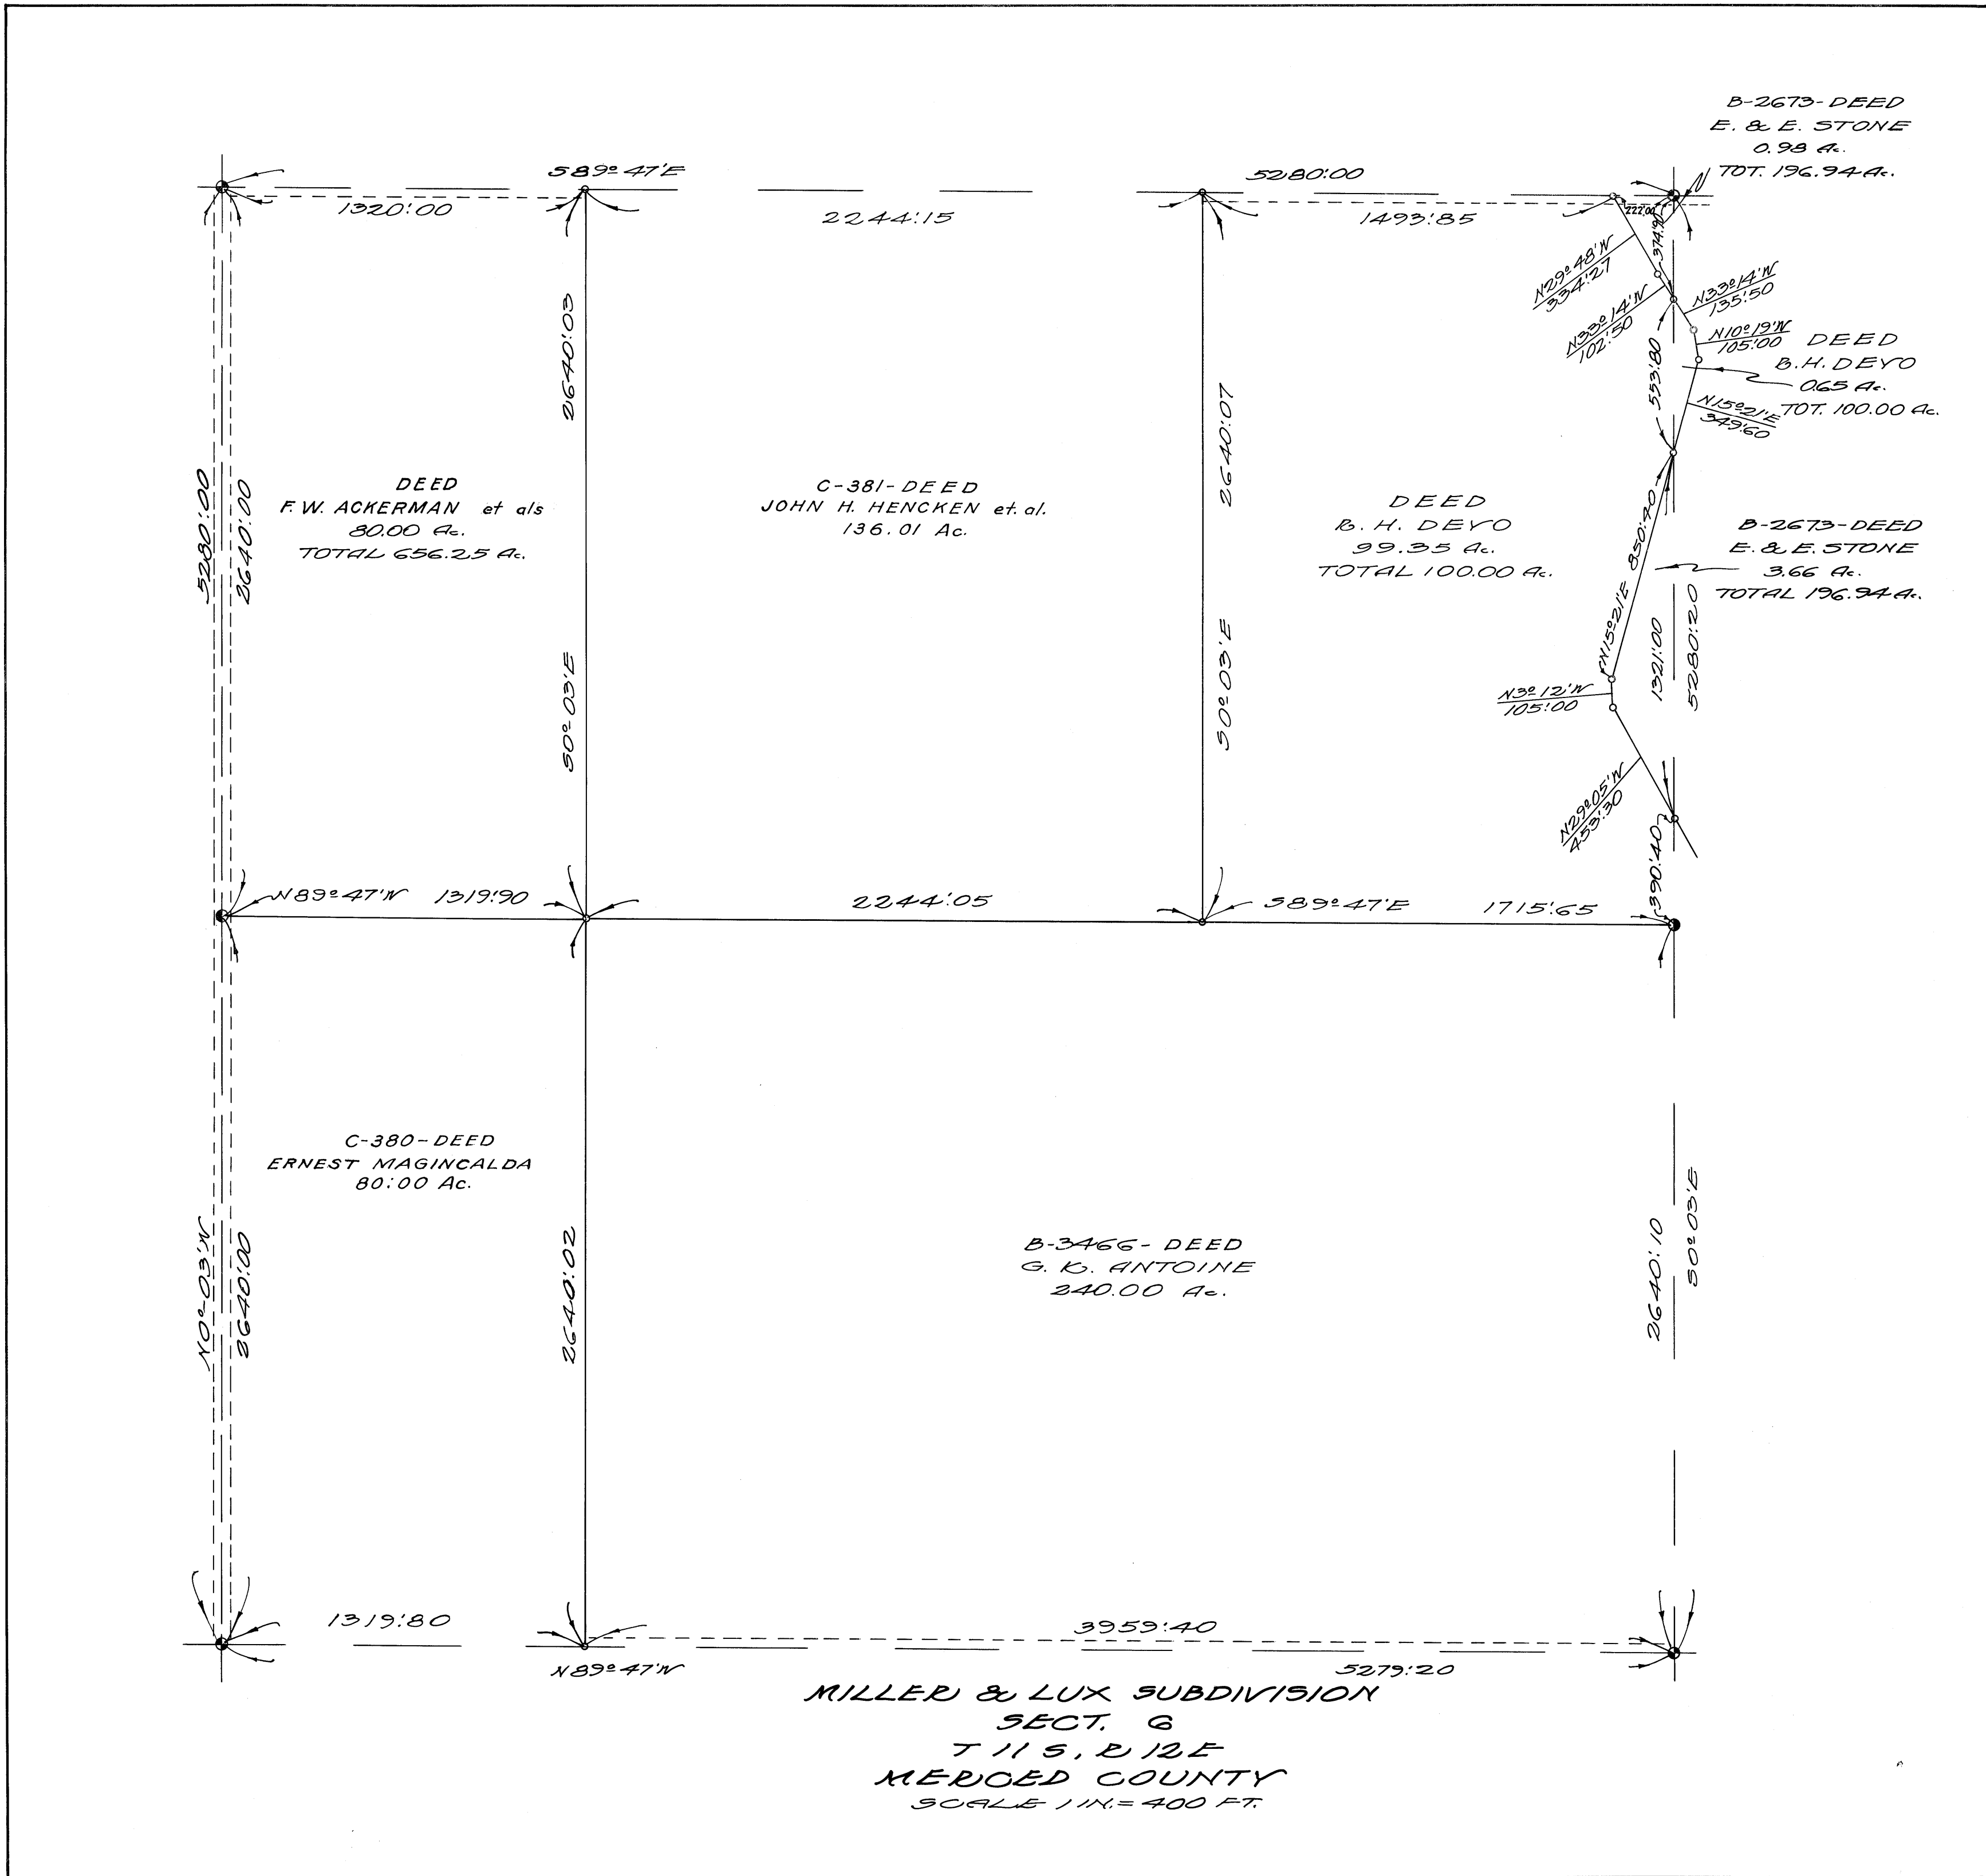 B-2673-DEED
E. & E. STONE
0.98 Ac.
TOT. 196.94 Ac.
S89°47'E
5280:00
1320:00
2244:15
1493:85
222:00
374:90
N29°48'W
334:27
N33°14'W
102:50
N33°14'W
135:50
N10°19'W
105:00
DEED
B.H. DEYO
0.65 Ac.
TOT. 100.00 Ac.
N15°21'E
349:60
553:80
2640:03
2640:07
5280:00
2640:00
DEED
F.W. ACKERMAN et als
80.00 Ac.
TOTAL 656.25 Ac.
C-381-DEED
JOHN H. HENCKEN et. al.
136.01 Ac.
DEED
B. H. DEYO
99.35 Ac.
TOTAL 100.00 Ac.
B-2673-DEED
E. & E. STONE
3.66 Ac.
TOTAL 196.94 Ac.
N15°21'E 850:40
S0°-03'E
S0°03'E
1321:00
5280:20
N3°12'W
105:00
N29°05'W
453:30
390:40
N89°47'W 1319:90
2244:05
S89°47'E 1715:65
C-380-DEED
ERNEST MAGINCALDA
80:00 Ac.
B-3466-DEED
G. K. ANTOINE
240.00 Ac.
N0°-03'W
2640:00
2640:02
2640:10
S0°03'E
1319:80
3959:40
N89°47'W
5279:20
MILLER & LUX SUBDIVISION
SECT. 6
T 11 S, R 12 E
MERCED COUNTY
SCALE 1 IN. = 400 FT.